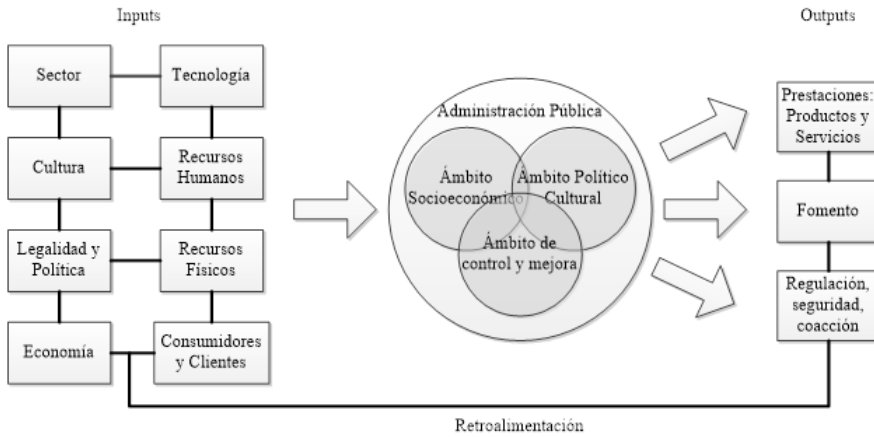 Inputs
Outputs
Sector
Tecnología
Cultura
Recursos
Humanos
Legalidad y
Política
Recursos
Físicos
Economía
Consumidores
y Clientes
Administración Pública
Ámbito
Socioeconómico
Ámbito Político
Cultural
Ámbito de
control y mejora
Prestaciones:
Productos y
Servicios
Fomento
Regulación,
seguridad,
coacción
Retroalimentación